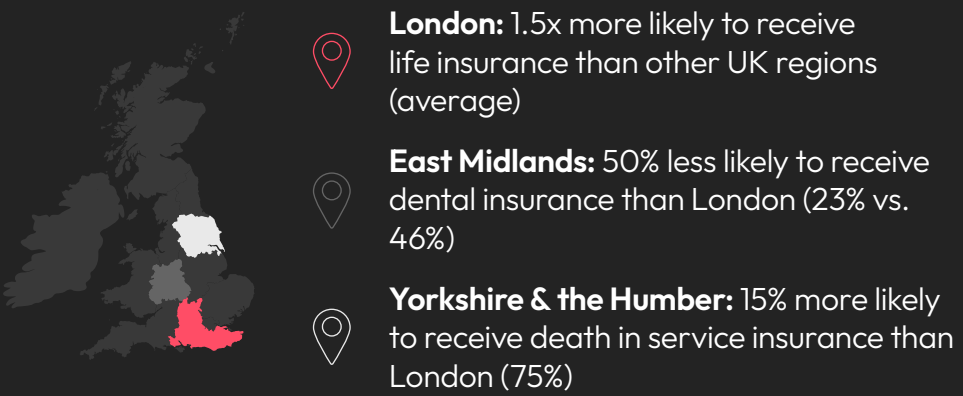 London: 1.5x more likely to receive
life insurance than other UK regions
(average)
East Midlands: 50% less likely to receive
dental insurance than London (23% vs.
46%)
Yorkshire & the Humber: 15% more likely
to receive death in service insurance than
London (75%)